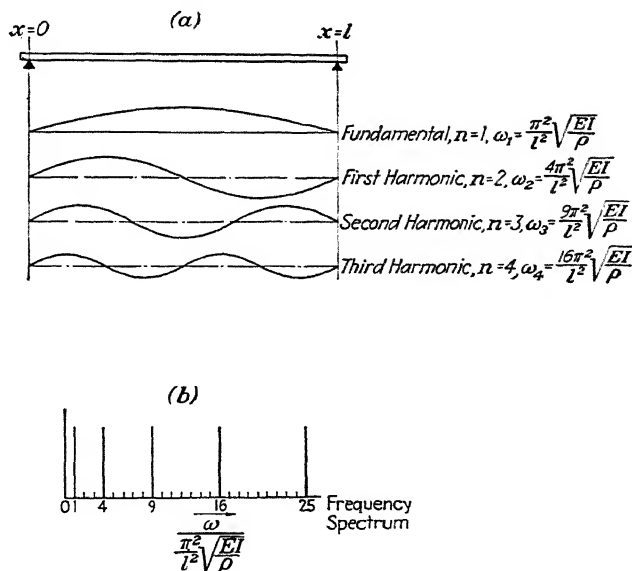 (a)
x=0 x=l
Fundamental, n=1, ω₁=π²/l² √EI/ρ
First Harmonic, n=2, ω₂=4π²/l² √EI/ρ
Second Harmonic, n=3, ω₃=9π²/l² √EI/ρ
Third Harmonic, n=4, ω₄=16π²/l² √EI/ρ
(b)
0 1 4 9 16 25 Frequency
Spectrum
ω
π²/l² √EI/ρ